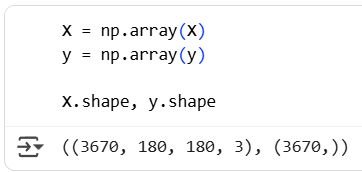 X = np.array(X)
y = np.array(y)
X.shape, y.shape
((3670, 180, 180, 3), (3670,))